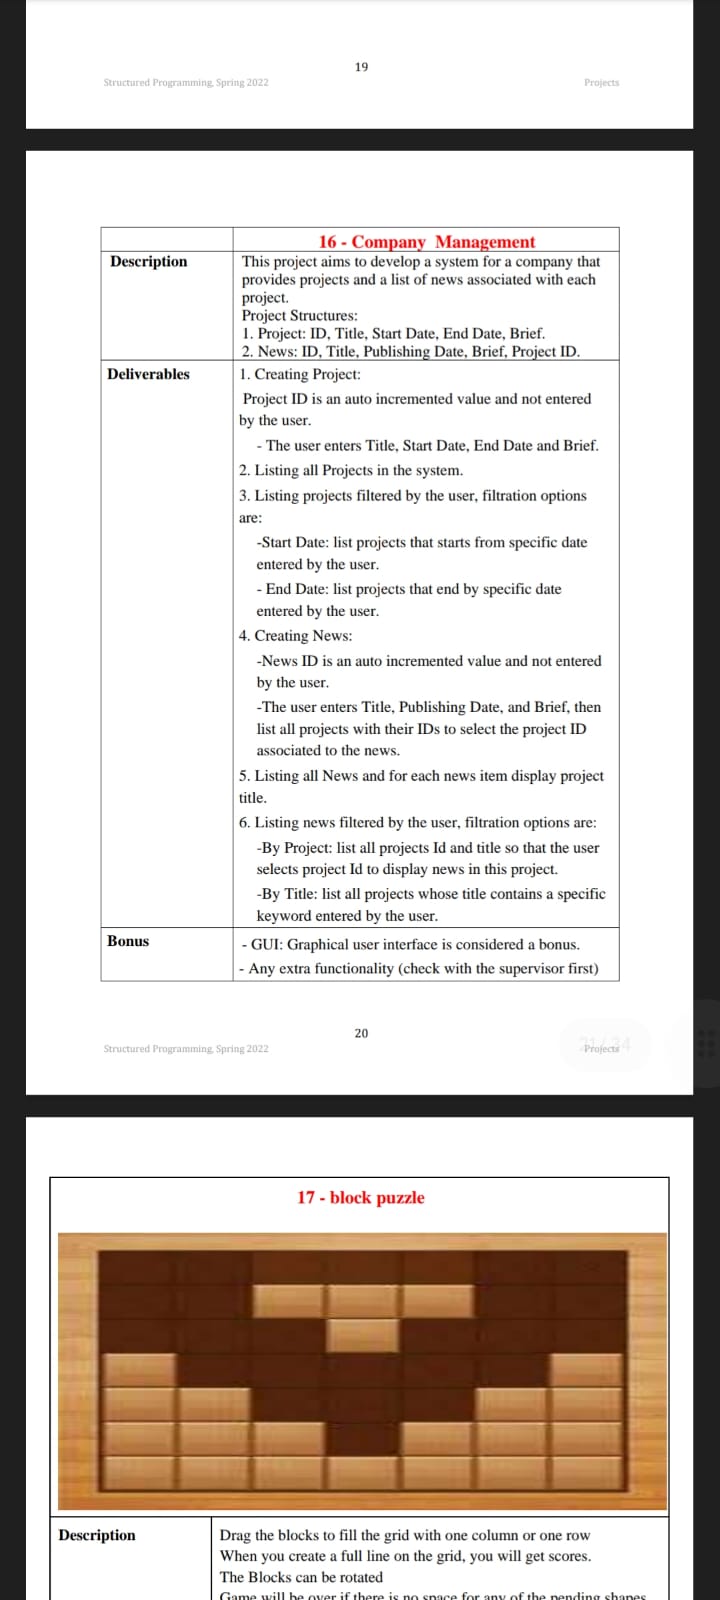 19
Structured Programming, Spring 2022 Projects
16 - Company Management
Description
This project aims to develop a system for a company that
provides projects and a list of news associated with each
project.
Project Structures:
1. Project: ID, Title, Start Date, End Date, Brief.
2. News: ID, Title, Publishing Date, Brief, Project ID.
Deliverables
1. Creating Project:
Project ID is an auto incremented value and not entered
by the user.
- The user enters Title, Start Date, End Date and Brief.
2. Listing all Projects in the system.
3. Listing projects filtered by the user, filtration options
are:
-Start Date: list projects that starts from specific date
entered by the user.
- End Date: list projects that end by specific date
entered by the user.
4. Creating News:
-News ID is an auto incremented value and not entered
by the user.
-The user enters Title, Publishing Date, and Brief, then
list all projects with their IDs to select the project ID
associated to the news.
5. Listing all News and for each news item display project
title.
6. Listing news filtered by the user, filtration options are:
-By Project: list all projects Id and title so that the user
selects project Id to display news in this project.
-By Title: list all projects whose title contains a specific
keyword entered by the user.
Bonus
- GUI: Graphical user interface is considered a bonus.
- Any extra functionality (check with the supervisor first)
20
Structured Programming, Spring 2022 Projects
17 - block puzzle
Description
Drag the blocks to fill the grid with one column or one row
When you create a full line on the grid, you will get scores.
The Blocks can be rotated
Game will be over if there is no space for any of the pending shapes